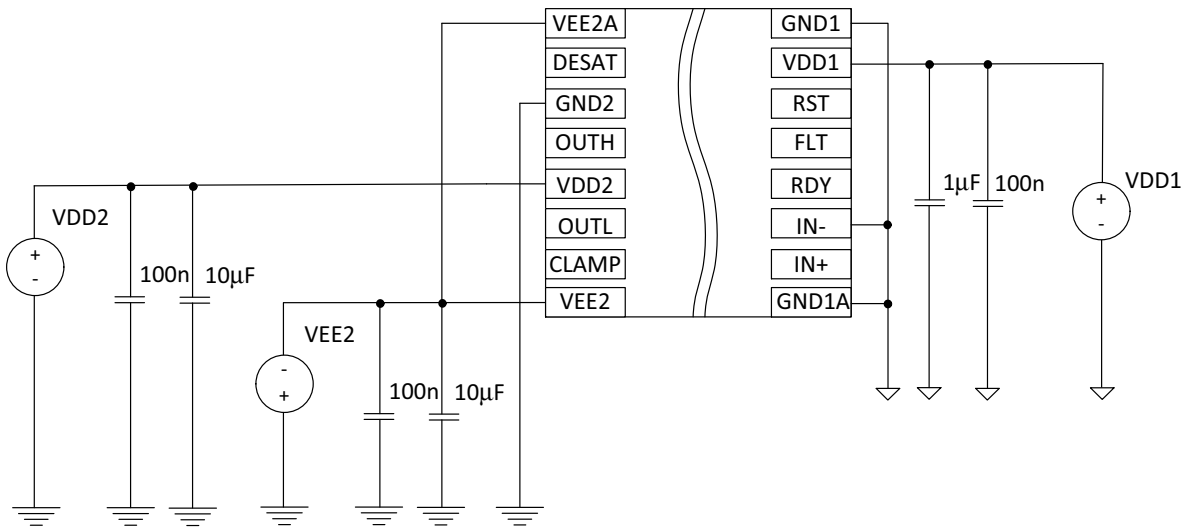 VEE2A
DESAT
GND2
OUTH
VDD2
OUTL
CLAMP
VEE2
GND1
VDD1
RST
FLT
RDY
IN-
IN+
GND1A
VDD2
+
-
100n
10μF
VEE2
-
+
100n
10μF
1μF
100n
VDD1
+
-